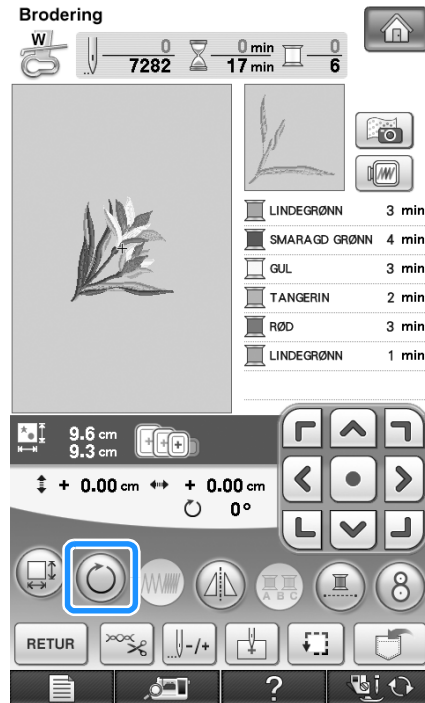 Brodering
W
0 0 min 0
7282 17 min 6
LINDEGRØNN 3 min
SMARAGD GRØNN 4 min
GUL 3 min
TANGERIN 2 min
RØD 3 min
LINDEGRØNN 1 min
9.6 cm
9.3 cm
+ 0.00 cm + 0.00 cm
0°
A B C
8
RETUR
-/+
?